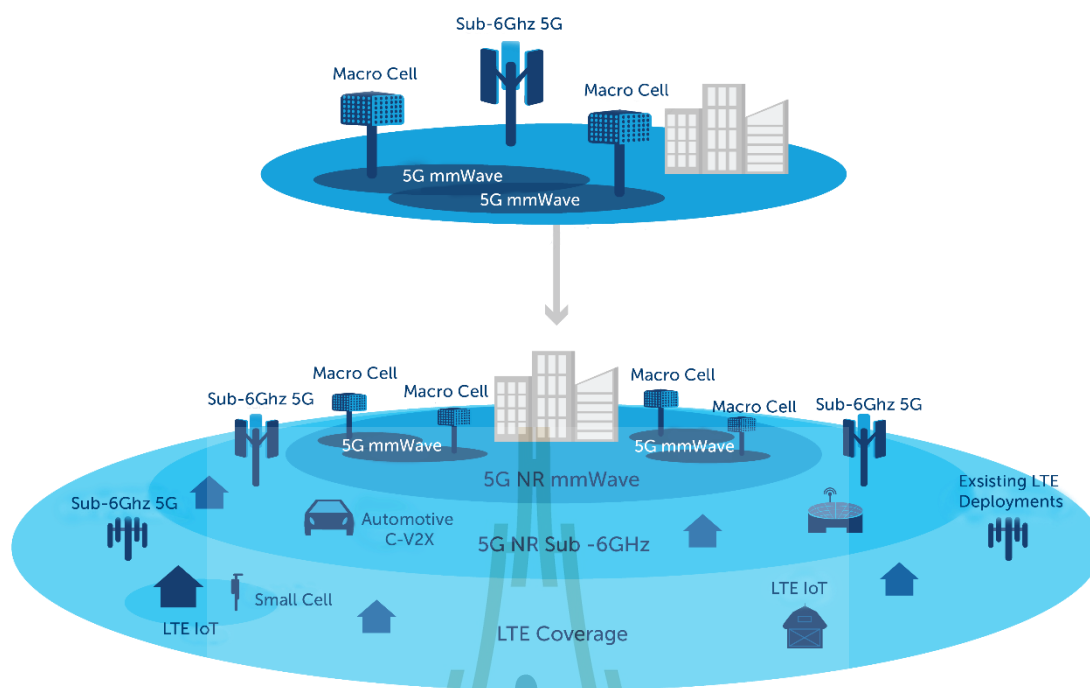 Sub-6Ghz 5G
Macro Cell
Macro Cell
5G mmWave
5G mmWave
Macro Cell
Macro Cell
Macro Cell
Macro Cell
Sub-6Ghz 5G
Sub-6Ghz 5G
5G mmWave
5G mmWave
5G NR mmWave
Sub-6Ghz 5G
Exsisting LTE
Deployments
Automotive
C-V2X
5G NR Sub -6GHz
Small Cell
LTE IoT
LTE IoT
LTE Coverage